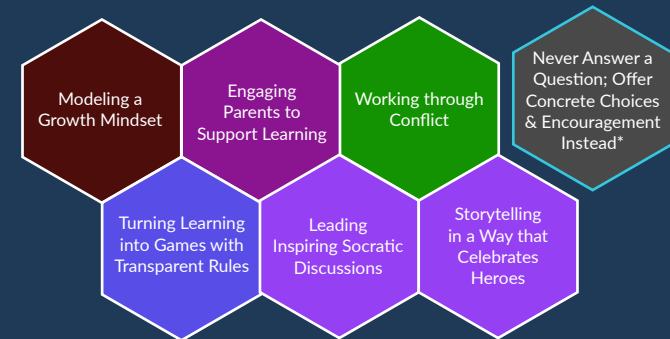 Modeling a
Growth Mindset
Engaging
Parents to
Support Learning
Working through
Conflict
Never Answer a
Question; Offer
Concrete Choices
& Encouragement
Instead*
Turning Learning
into Games with
Transparent Rules
Leading
Inspiring Socratic
Discussions
Storytelling
in a Way that
Celebrates
Heroes